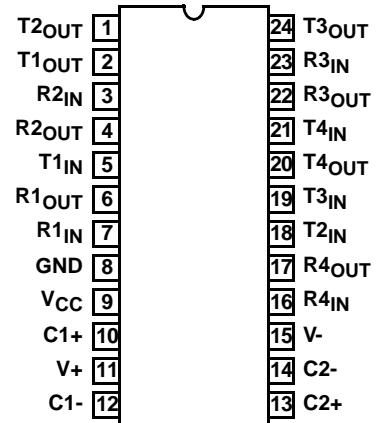 T2OUT 1 24 T3OUT
T1OUT 2 23 R3IN
R2IN 3 22 R3OUT
R2OUT 4 21 T4IN
T1IN 5 20 T4OUT
R1OUT 6 19 T3IN
R1IN 7 18 T2IN
GND 8 17 R4OUT
VCC 9 16 R4IN
C1+ 10 15 V-
V+ 11 14 C2-
C1- 12 13 C2+